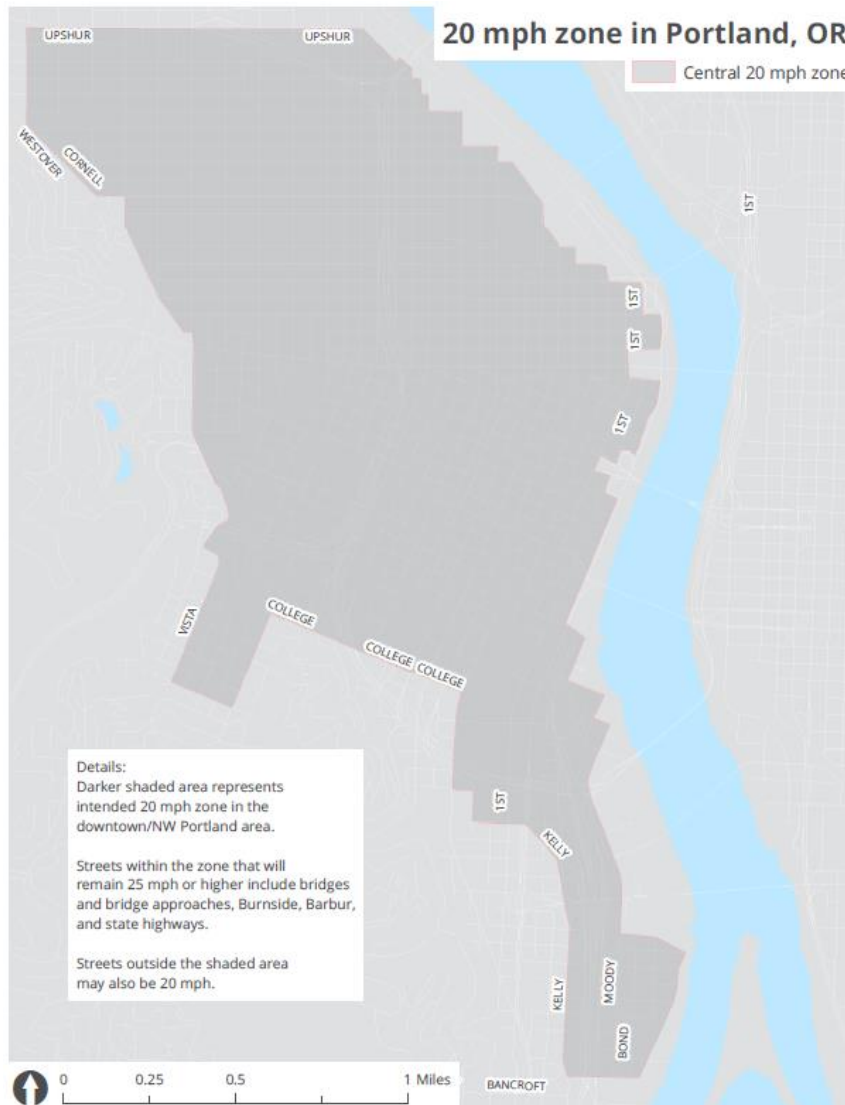 20 mph zone in Portland, OR
Central 20 mph zone
UPSHUR
UPSHUR
WESTOVER
CORNELL
1ST
1ST
1ST
1ST
VISTA
COLLEGE
COLLEGE
COLLEGE
1ST
KELLY
KELLY
MOODY
BOND
BANCROFT
Details:
Darker shaded area represents
intended 20 mph zone in the
downtown/NW Portland area.
Streets within the zone that will
remain 25 mph or higher include bridges
and bridge approaches, Burnside, Barbur,
and state highways.
Streets outside the shaded area
may also be 20 mph.
0 0.25 0.5 1 Miles